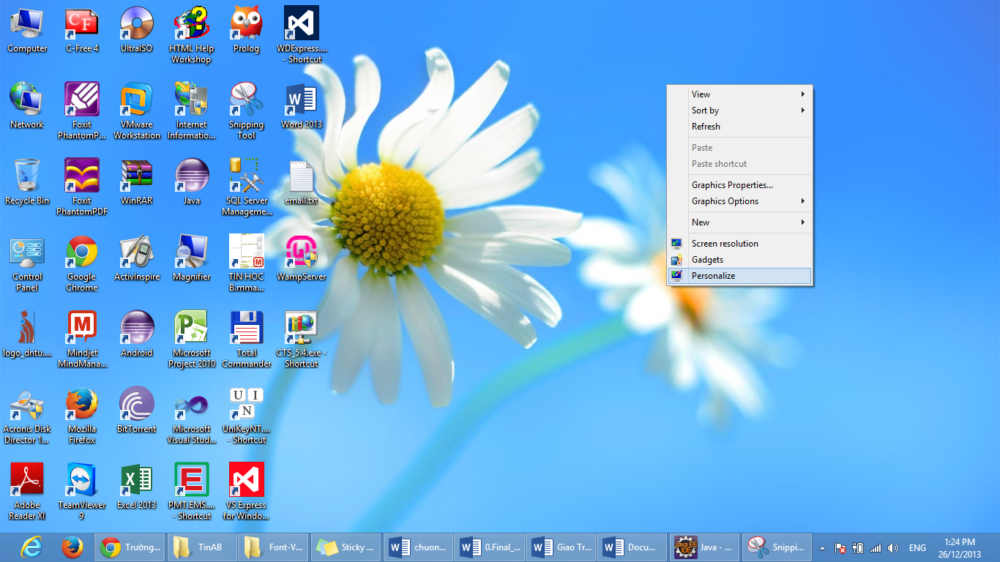 Computer
C-Free 4
UltraISO
HTML Help
Workshop
Prolog
WDExpress....
- Shortcut
Network
Foxit
PhantomP...
VMware
Workstation
Internet
Informatio...
Snipping
Tool
Word 2013
Recycle Bin
Foxit
PhantomPDF
WinRAR
Java
SQL Server
Manageme...
email.txt
Control
Panel
Google
Chrome
ActivInspire
Magnifier
TIN HOC
B.mma...
WampServer
logo_dntu....
Mindjet
MindMana...
Android
Microsoft
Project 2010
Total
Commander
CTS_5.4.exe -
Shortcut
Acronis Disk
Director 1...
Mozilla
Firefox
BitTorrent
Microsoft
Visual Stud...
U I
N
UniKeyNT....
- Shortcut
Adobe
Reader XI
TeamViewer
9
Excel 2013
PMT.EMS....
- Shortcut
VS Express
for Windo...
View
Sort by
Refresh
Paste
Paste shortcut
Graphics Properties...
Graphics Options
New
Screen resolution
Gadgets
Personalize
Trường...
TinAB
Font-V...
Sticky ...
chuon...
0.Final_...
Giao Tr...
Docu...
Java EE
IDE
Java - ...
Snippi...
ENG
1:24 PM
26/12/2013